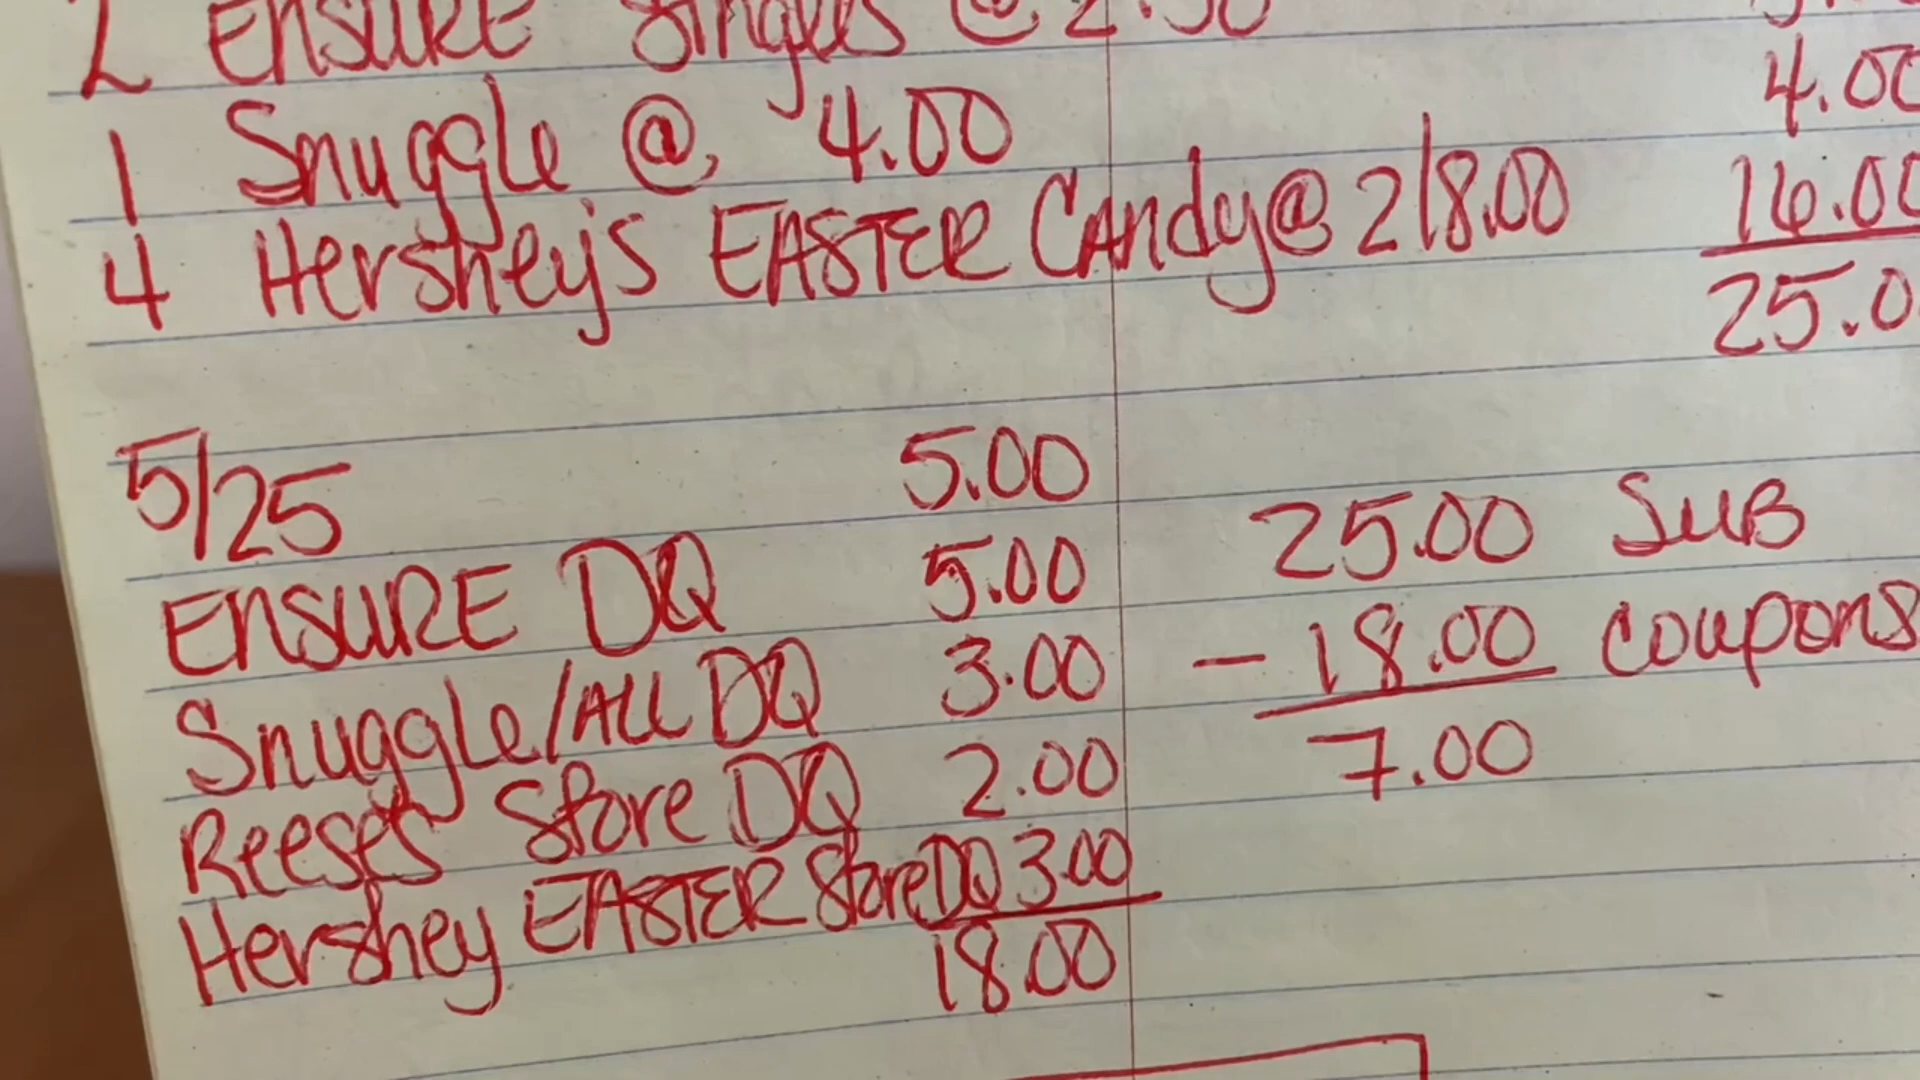 2 ENSURE Singles @ 2.50
1 Snuggle @ 4.00 4.00
4 Hershey's EASTER Candy @ 2/8.00 16.00
25.0
5/25 5.00
ENSURE DQ 5.00
Snuggle/ALL DQ 3.00
Reeses Store DQ 2.00
Hershey EASTER Store DQ 3.00
18.00
25.00 SUB
- 18.00 COUPONS
7.00